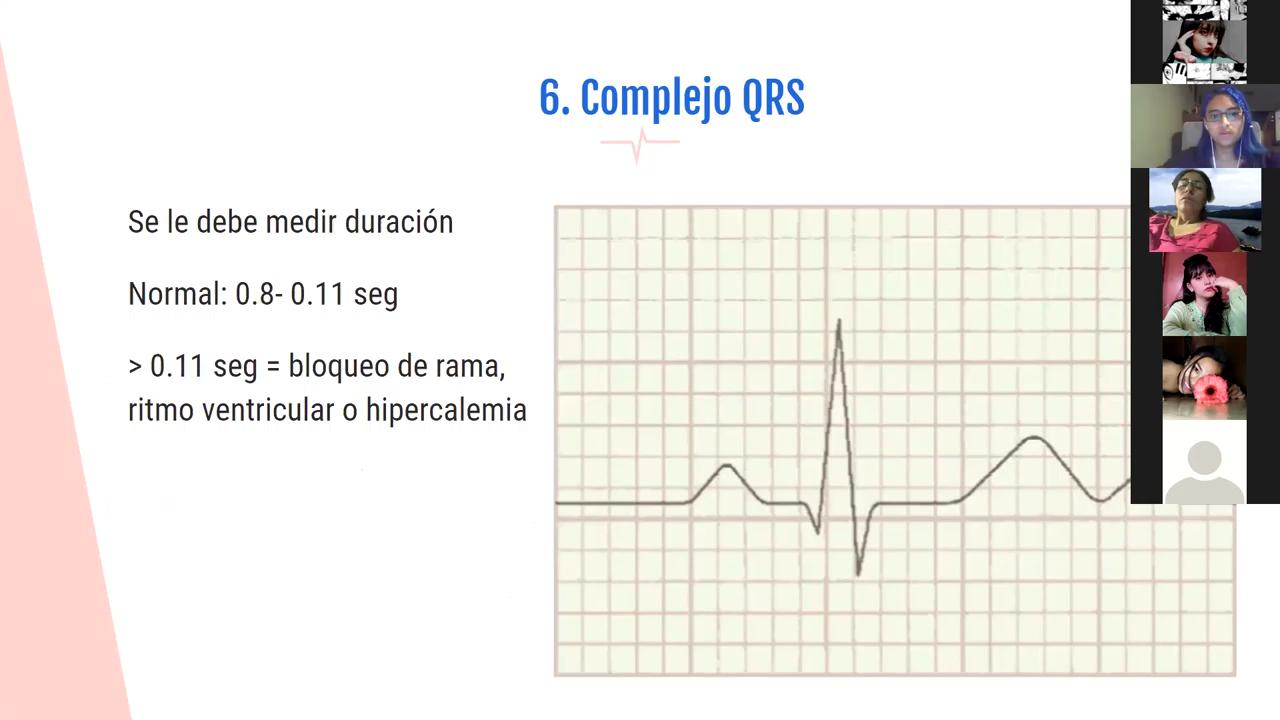 6. Complejo QRS
Se le debe medir duración
Normal: 0.8- 0.11 seg
> 0.11 seg = bloqueo de rama,
ritmo ventricular o hipercalemia